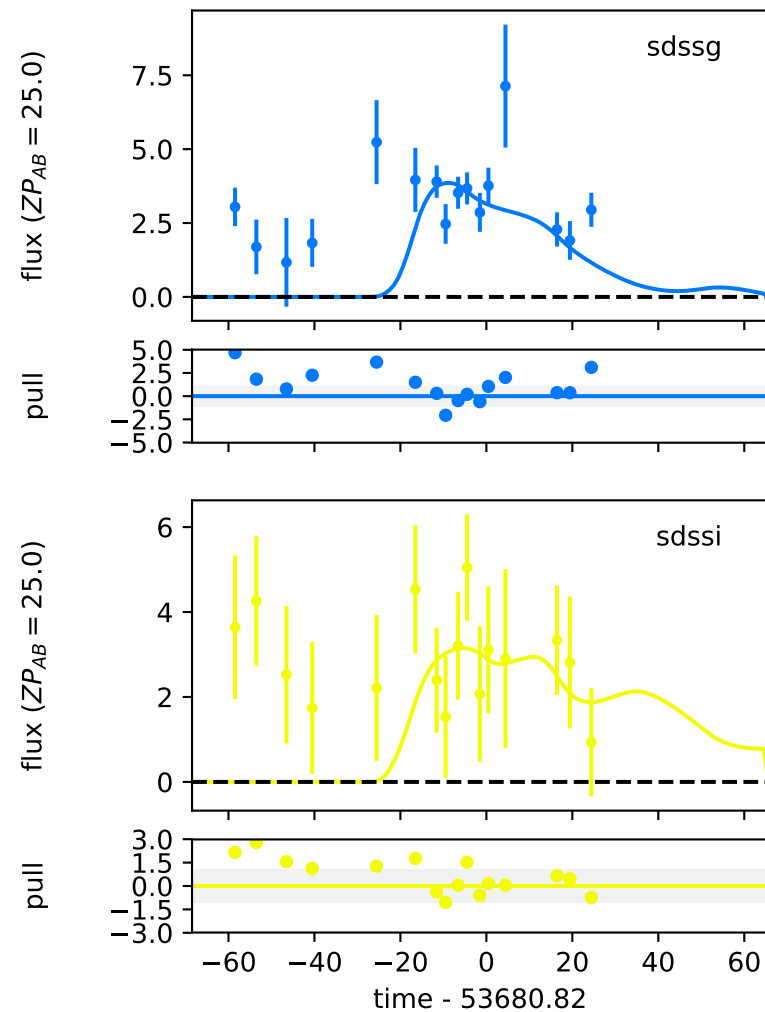 sdssg
flux (ZP_AB = 25.0)
7.5
5.0
2.5
0.0
pull
5.0
2.5
0.0
−2.5
−5.0
sdssi
flux (ZP_AB = 25.0)
6
4
2
0
pull
3.0
1.5
0.0
−1.5
−3.0
−60 −40 −20 0 20 40 60
time - 53680.82